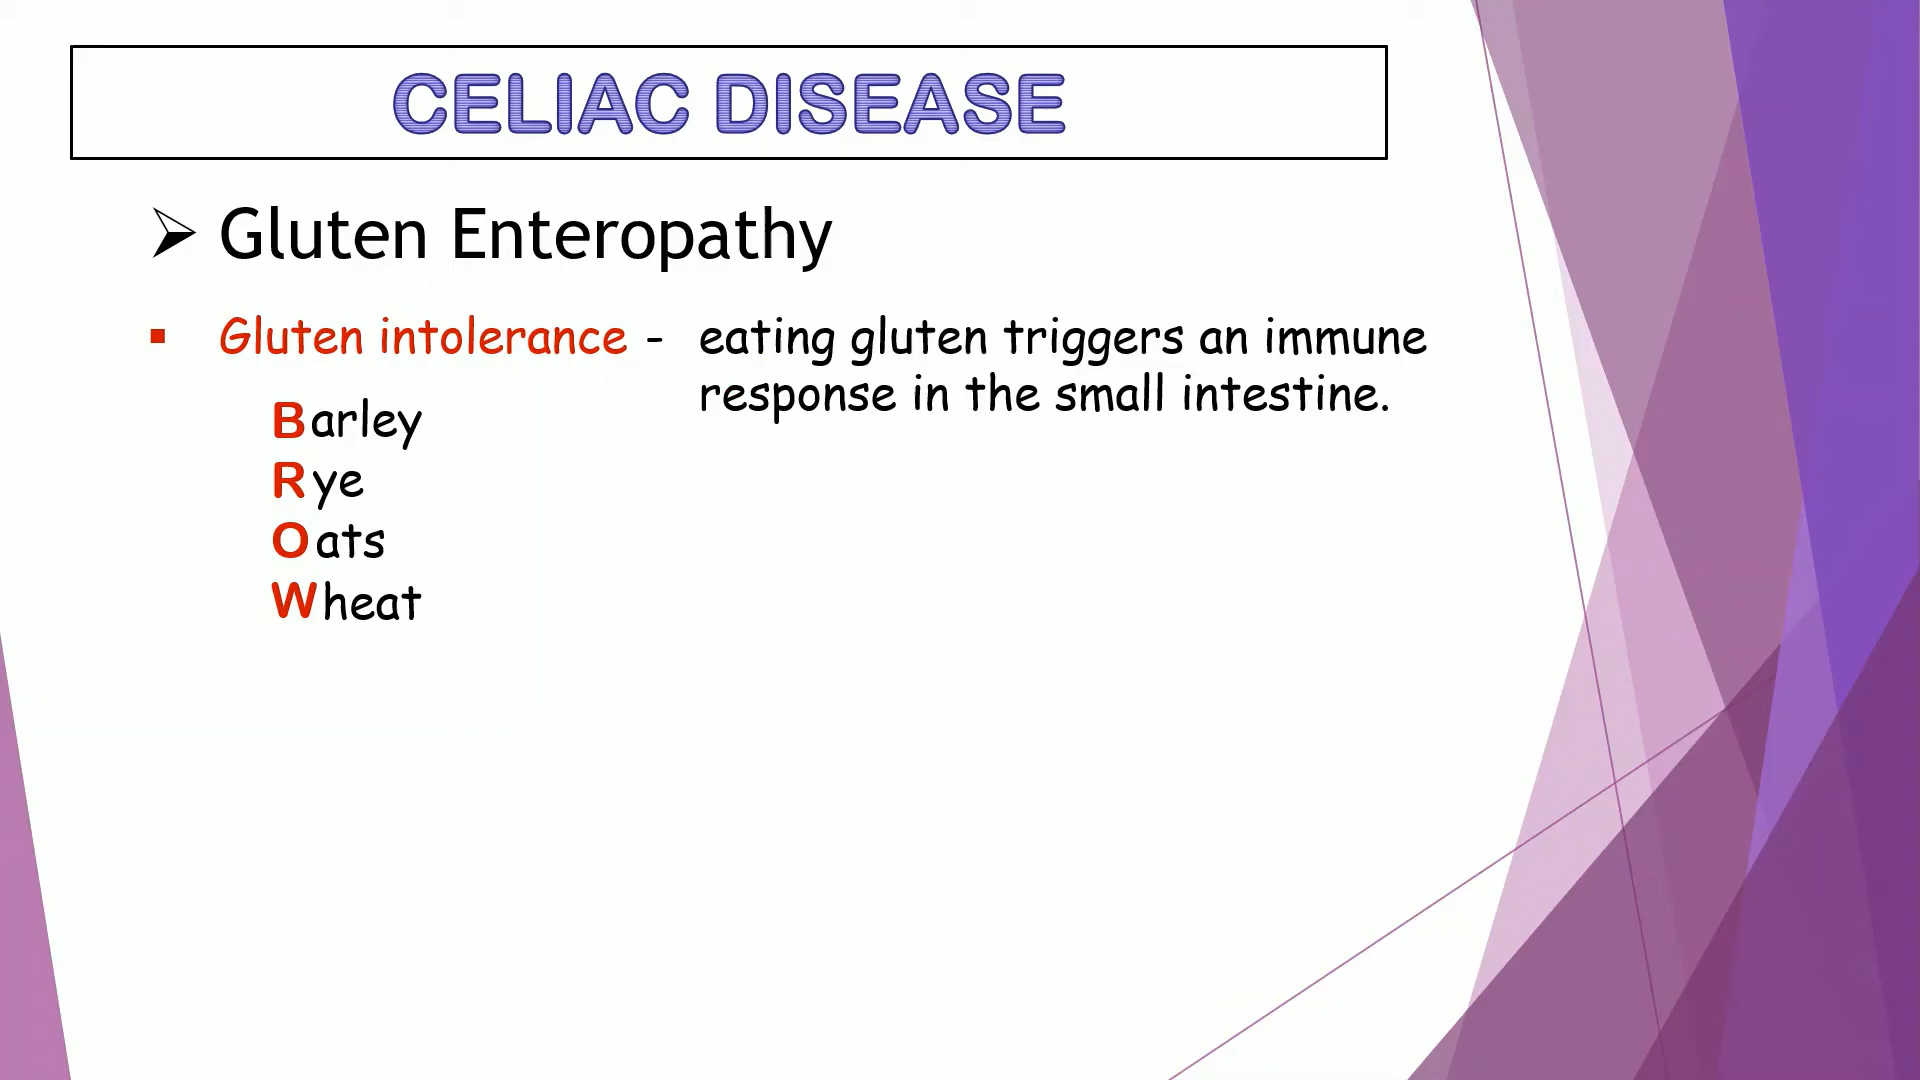 CELIAC DISEASE
Gluten Enteropathy
Gluten intolerance - eating gluten triggers an immune
response in the small intestine.
Barley
Rye
Oats
Wheat